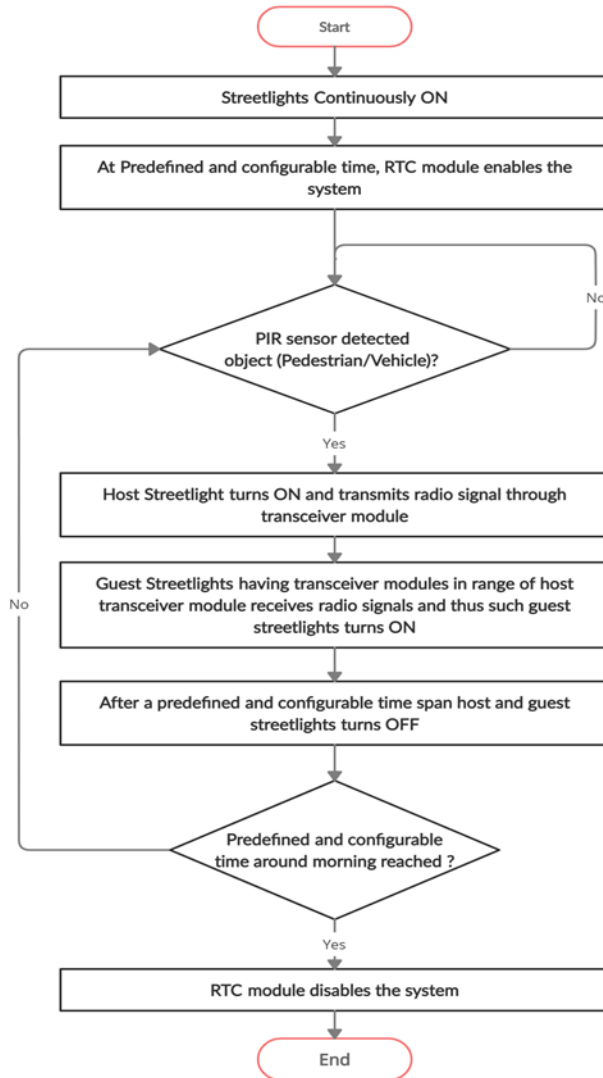 Start
Streetlights Continuously ON
At Predefined and configurable time, RTC module enables the
system
No
PIR sensor detected
object (Pedestrian/Vehicle)?
Yes
Host Streetlight turns ON and transmits radio signal through
transceiver module
Guest Streetlights having transceiver modules in range of host
transceiver module receives radio signals and thus such guest
streetlights turns ON
No
After a predefined and configurable time span host and guest
streetlights turns OFF
Predefined and configurable
time around morning reached ?
Yes
RTC module disables the system
End